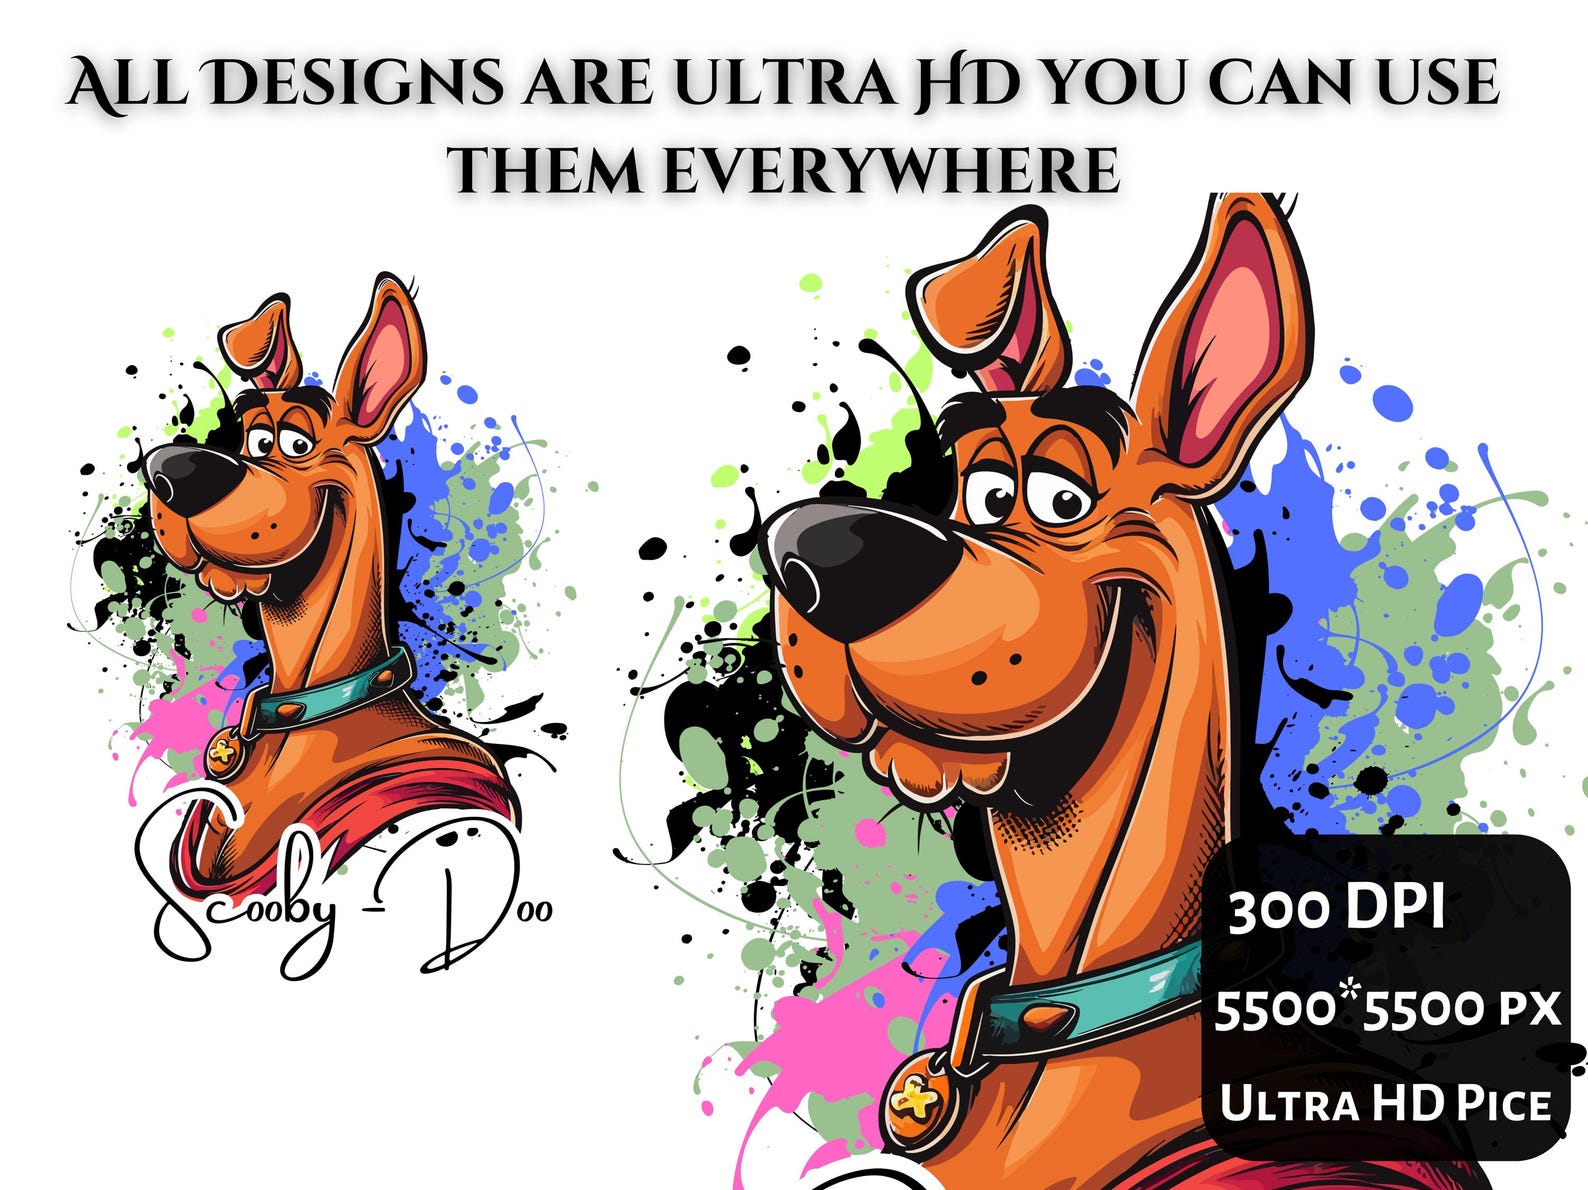 All Designs are ultra HD you can use
them everywhere
Scooby - Doo
300 DPI
5500*5500 px
Ultra HD Pice